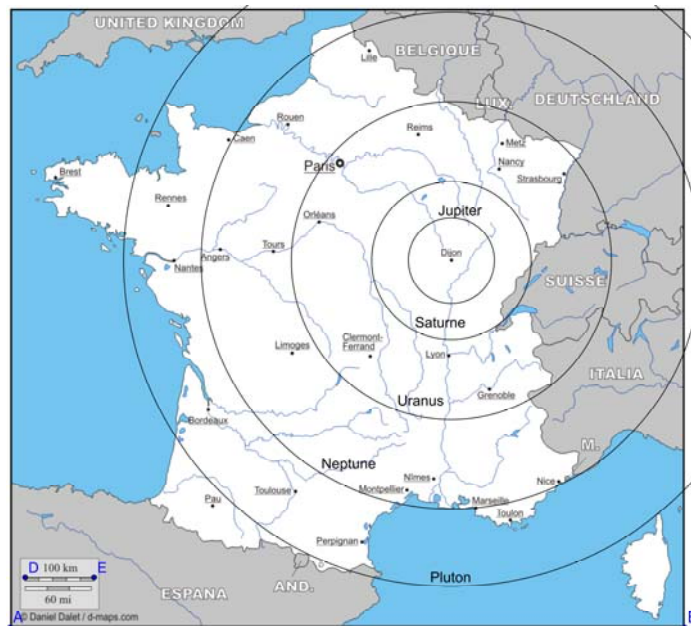 UNITED KINGDOM
BELGIQUE
Lille
DEUTSCHLAND
LUX.
Rouen
Reims
Caen
Metz
Paris
Nancy
Strasbourg
Brest
Rennes
Jupiter
Orléans
Dijon
Angers
Tours
Nantes
SUISSE
Saturne
Limoges
Clermont-
Ferrand
Lyon
ITALIA
Uranus
Grenoble
Bordeaux
M.
Neptune
Nîmes
Nice
Toulouse
Montpellier
Pau
Marseille
Toulon
Perpignan
D 100 km E
60 mi
Pluton
AND.
ESPANA
A
© Daniel Dalet / d-maps.com